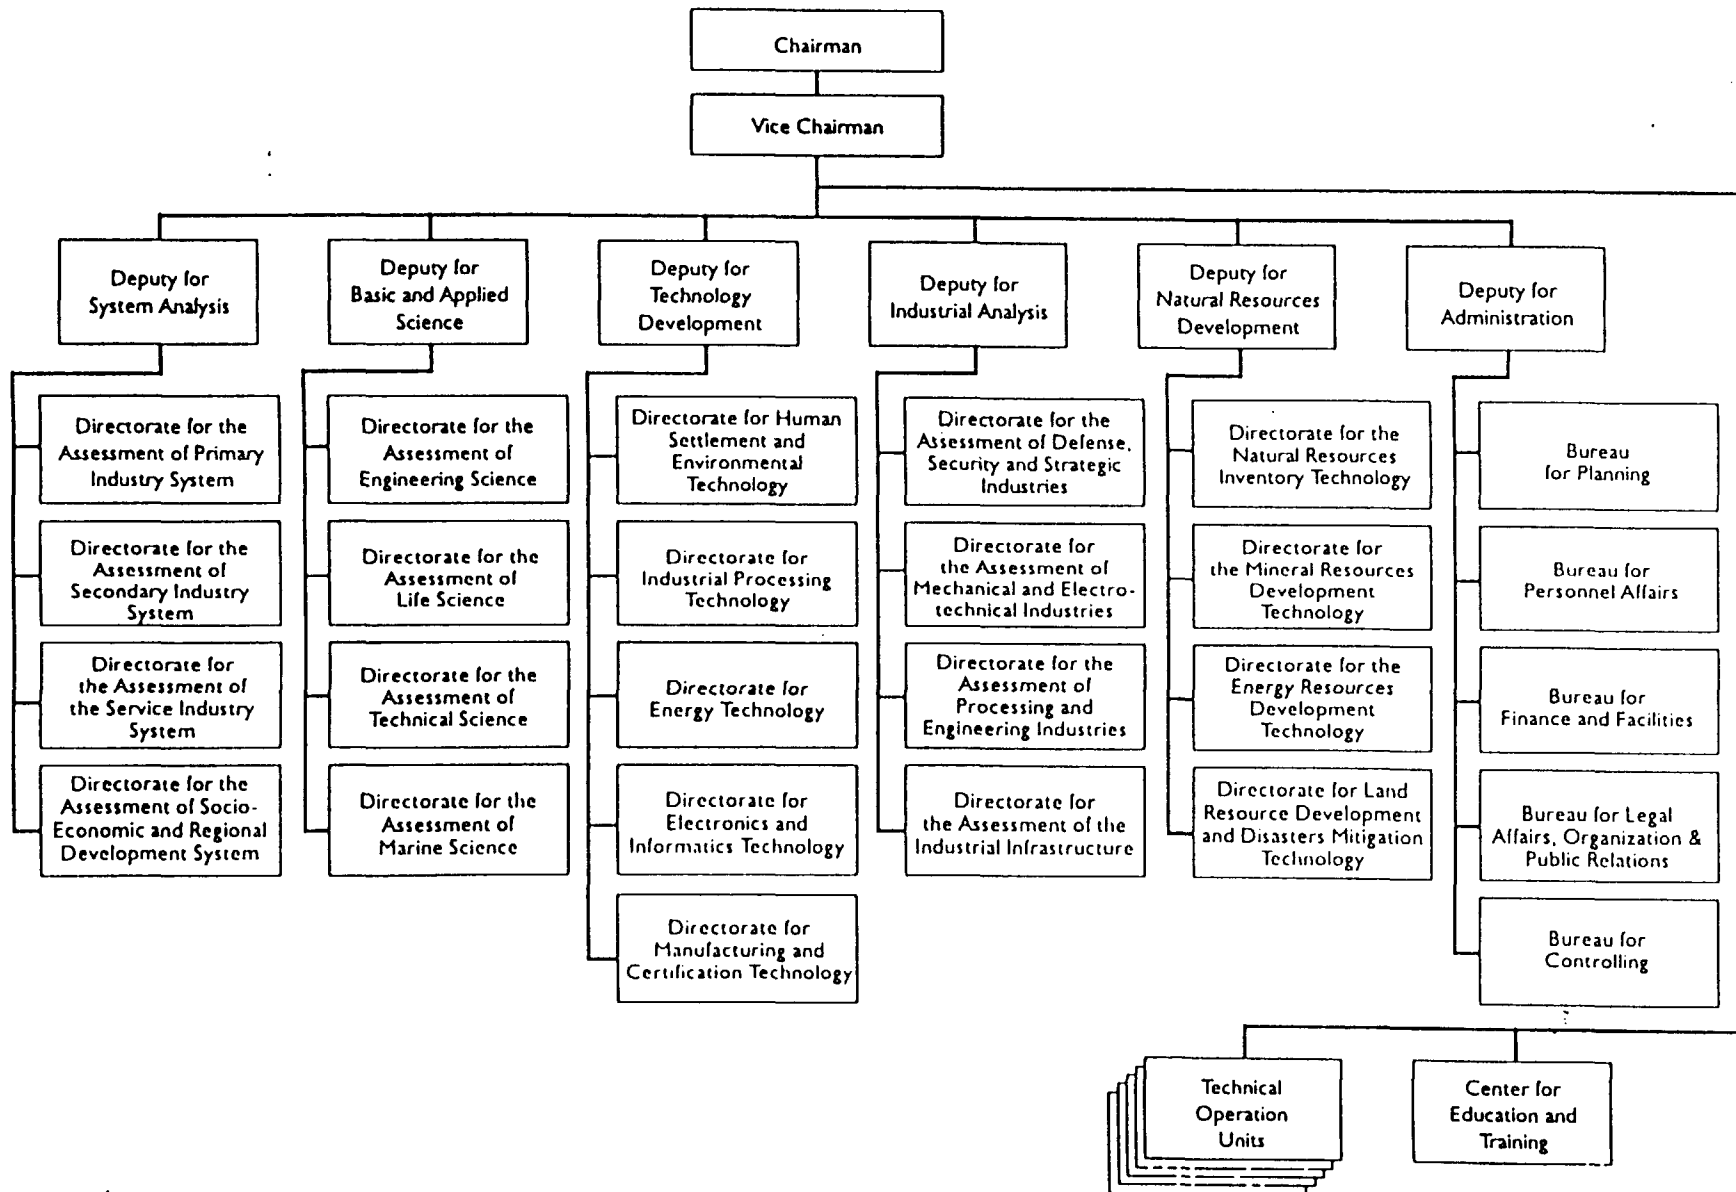 Chairman
Vice Chairman
Deputy for
System Analysis
Deputy for
Basic and Applied
Science
Deputy for
Technology
Development
Deputy for
Industrial Analysis
Deputy for
Natural Resources
Development
Deputy for
Administration
Directorate for the
Assessment of Primary
Industry System
Directorate for the
Assessment of
Secondary Industry
System
Directorate for
the Assessment of
the Service Industry
System
Directorate for the
Assessment of Socio-
Economic and Regional
Development System
Directorate for the
Assessment of
Engineering Science
Directorate for the
Assessment of
Life Science
Directorate for the
Assessment of
Technical Science
Directorate for the
Assessment of
Marine Science
Directorate for Human
Settlement and
Environmental
Technology
Directorate for
Industrial Processing
Technology
Directorate for
Energy Technology
Directorate for
Electronics and
Informatics Technology
Directorate for
Manufacturing and
Certification Technology
Directorate for the
Assessment of Defense,
Security and Strategic
Industries
Directorate for
the Assessment of
Mechanical and Electro-
technical Industries
Directorate for the
Assessment of
Processing and
Engineering Industries
Directorate for
the Assessment of the
Industrial Infrastructure
Directorate for the
Natural Resources
Inventory Technology
Directorate for
the Mineral Resources
Development
Technology
Directorate for the
Energy Resources
Development
Technology
Directorate for Land
Resource Development
and Disasters Mitigation
Technology
Bureau
for Planning
Bureau for
Personnel Affairs
Bureau for
Finance and Facilities
Bureau for Legal
Affairs, Organization &
Public Relations
Bureau for
Controlling
Technical
Operation
Units
Center for
Education and
Training